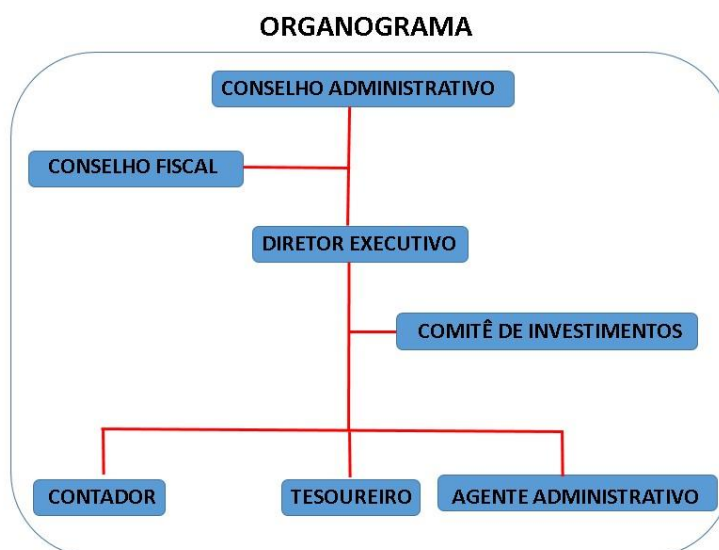 ORGANOGRAMA
CONSELHO ADMINISTRATIVO
CONSELHO FISCAL
DIRETOR EXECUTIVO
COMITÊ DE INVESTIMENTOS
CONTADOR
TESOUREIRO
AGENTE ADMINISTRATIVO